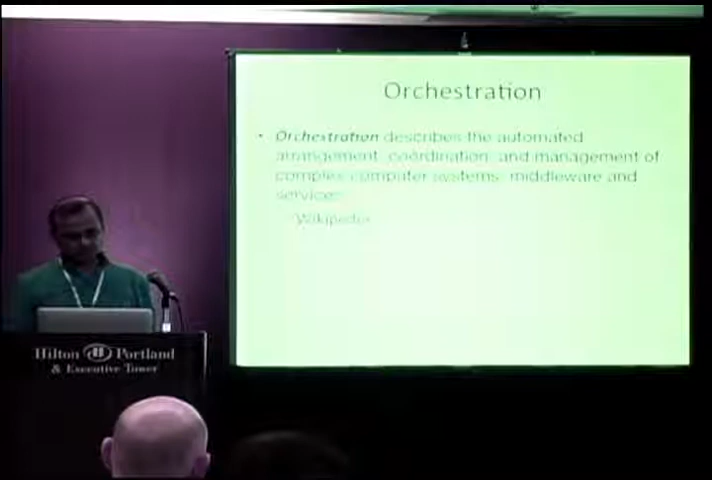 Orchestration
• Orchestration describes the automated
arrangement, coordination, and management of
complex computer systems, middleware and
services
Wikipedia
Hilton Portland
& Executive Tower